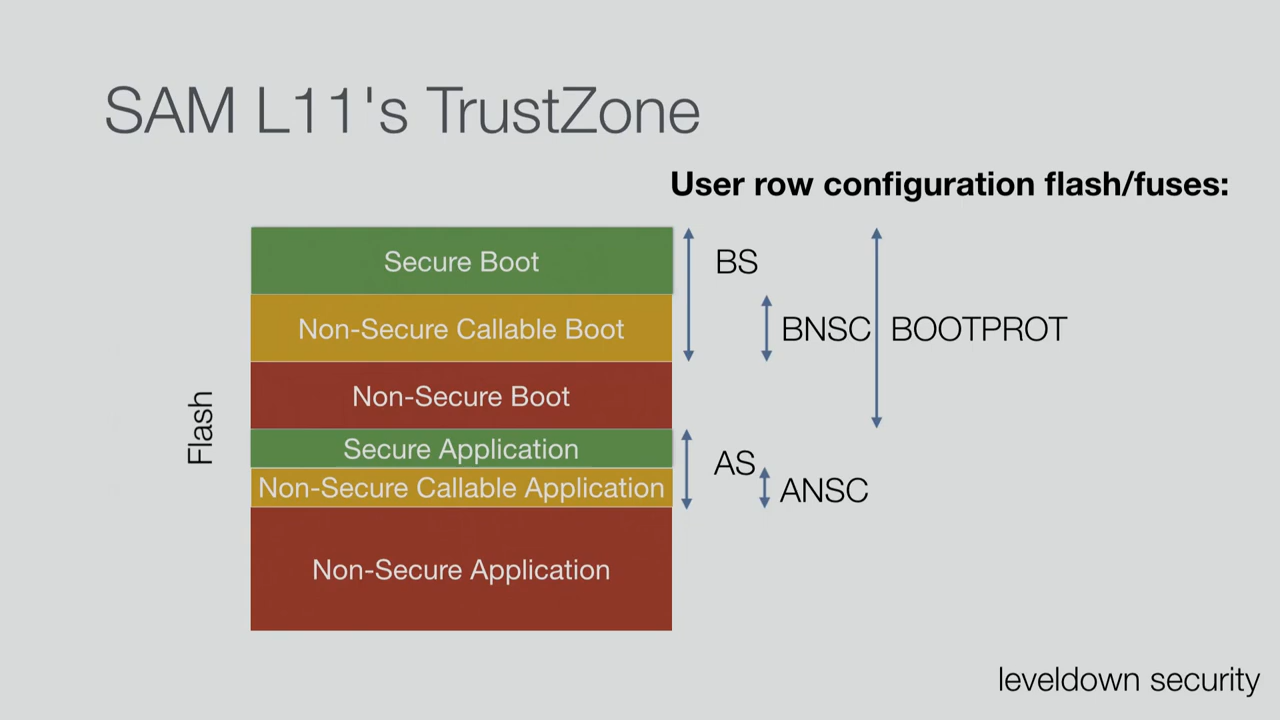 SAM L11's TrustZone
User row configuration flash/fuses:
Secure Boot
BS
Non-Secure Callable Boot
BNSC
BOOTPROT
Non-Secure Boot
Flash
Secure Application
AS
Non-Secure Callable Application
ANSC
Non-Secure Application
leveldown security